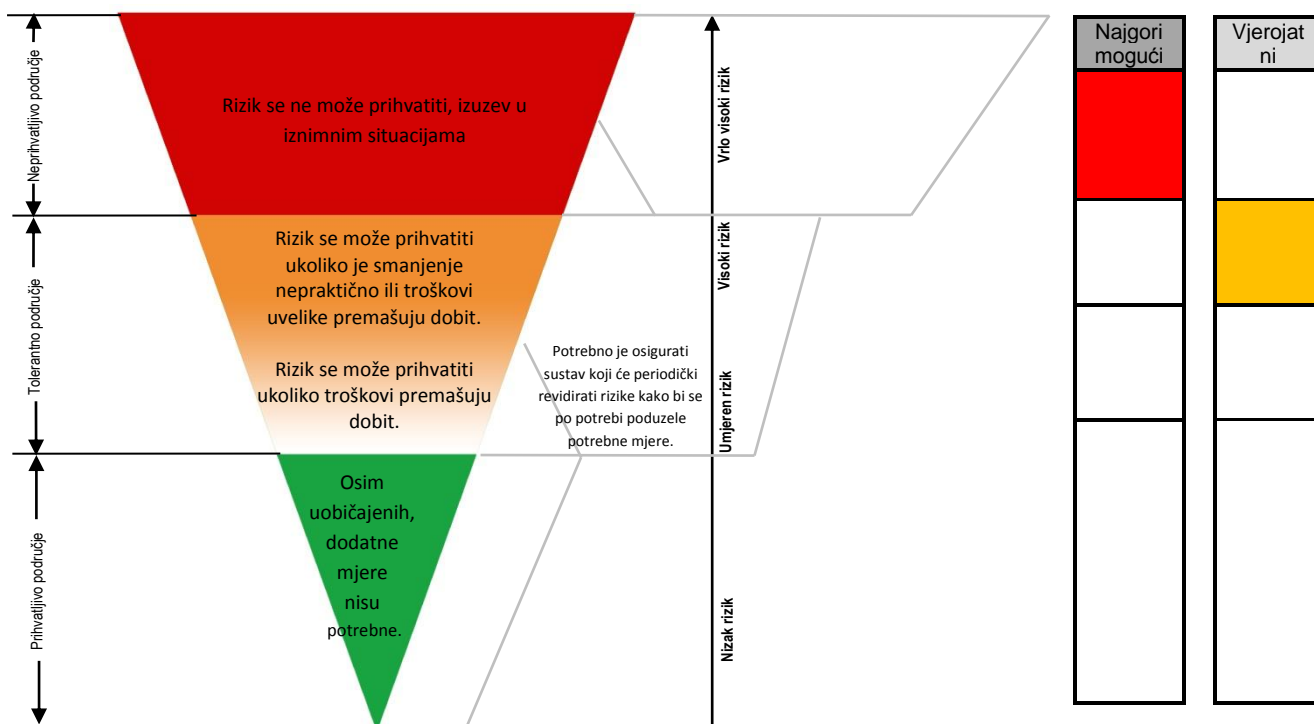 Neprihvatljivo područje
Tolerantno područje
Prihvatljivo područje
Rizik se ne može prihvatiti, izuzev u
iznimnim situacijama
Rizik se može prihvatiti
ukoliko je smanjenje
nepraktično ili troškovi
uvelike premašuju dobit.
Rizik se može prihvatiti
ukoliko troškovi premašuju
dobit.
Osim
uobičajenih,
dodatne
mjere
nisu
potrebne.
Potrebno je osigurati
sustav koji će periodički
revidirati rizike kako bi se
po potrebi poduzele
potrebne mjere.
Vrlo visoki rizik
Visoki rizik
Umjeren rizik
Nizak rizik
Najgori
mogući
Vjerojat
ni